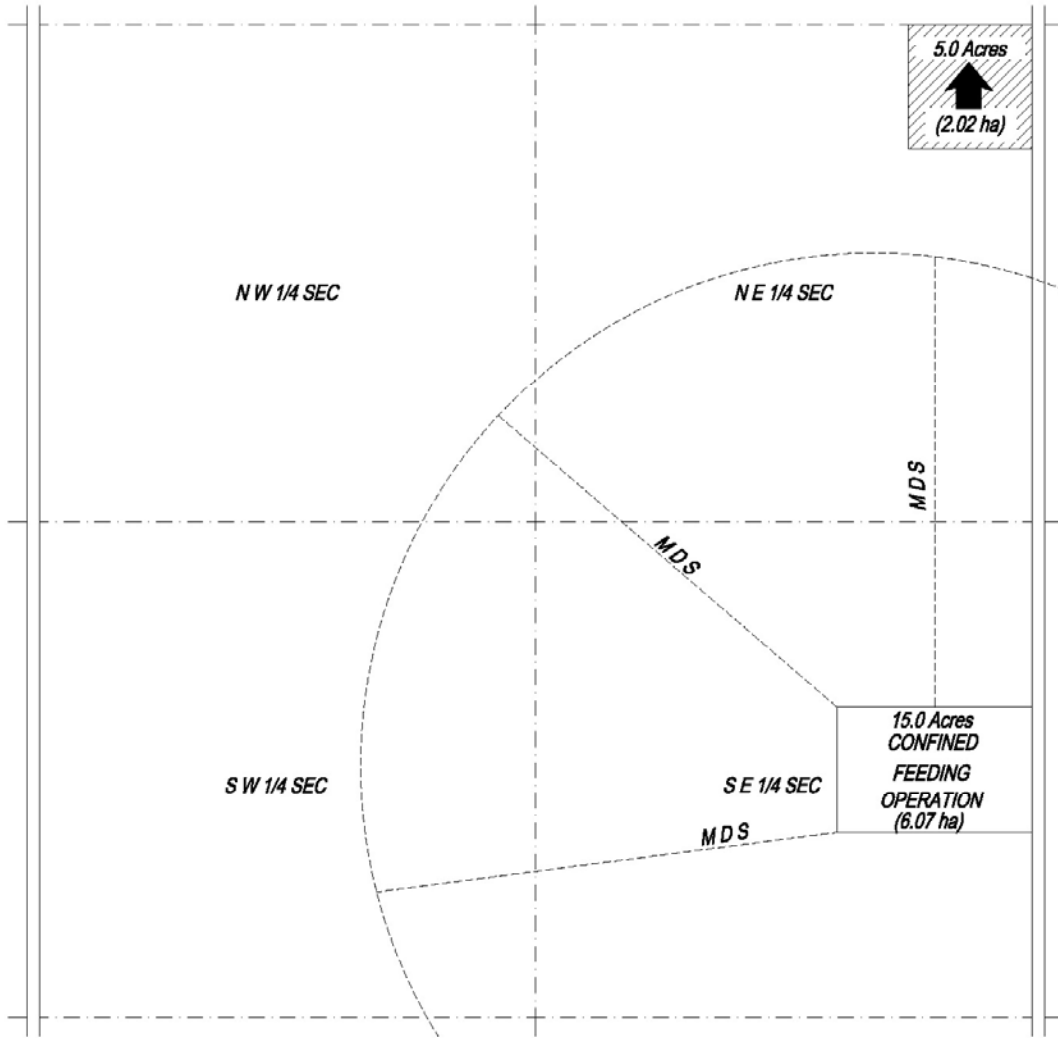 5.0 Acres
(2.02 ha)
N W 1/4 SEC
N E 1/4 SEC
M D S
M D S
15.0 Acres
CONFINED
FEEDING
OPERATION
(6.07 ha)
S W 1/4 SEC
S E 1/4 SEC
M D S